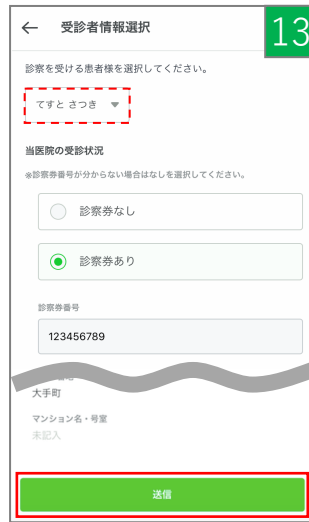 ← 受診者情報選択
13
診察を受ける患者様を選択してください。
てすと さつき ▼
当医院の受診状況
※診察券番号が分からない場合はなしを選択してください。
診察券なし
診察券あり
診察券番号
123456789
大手町
マンション名・号室
未記入
送信